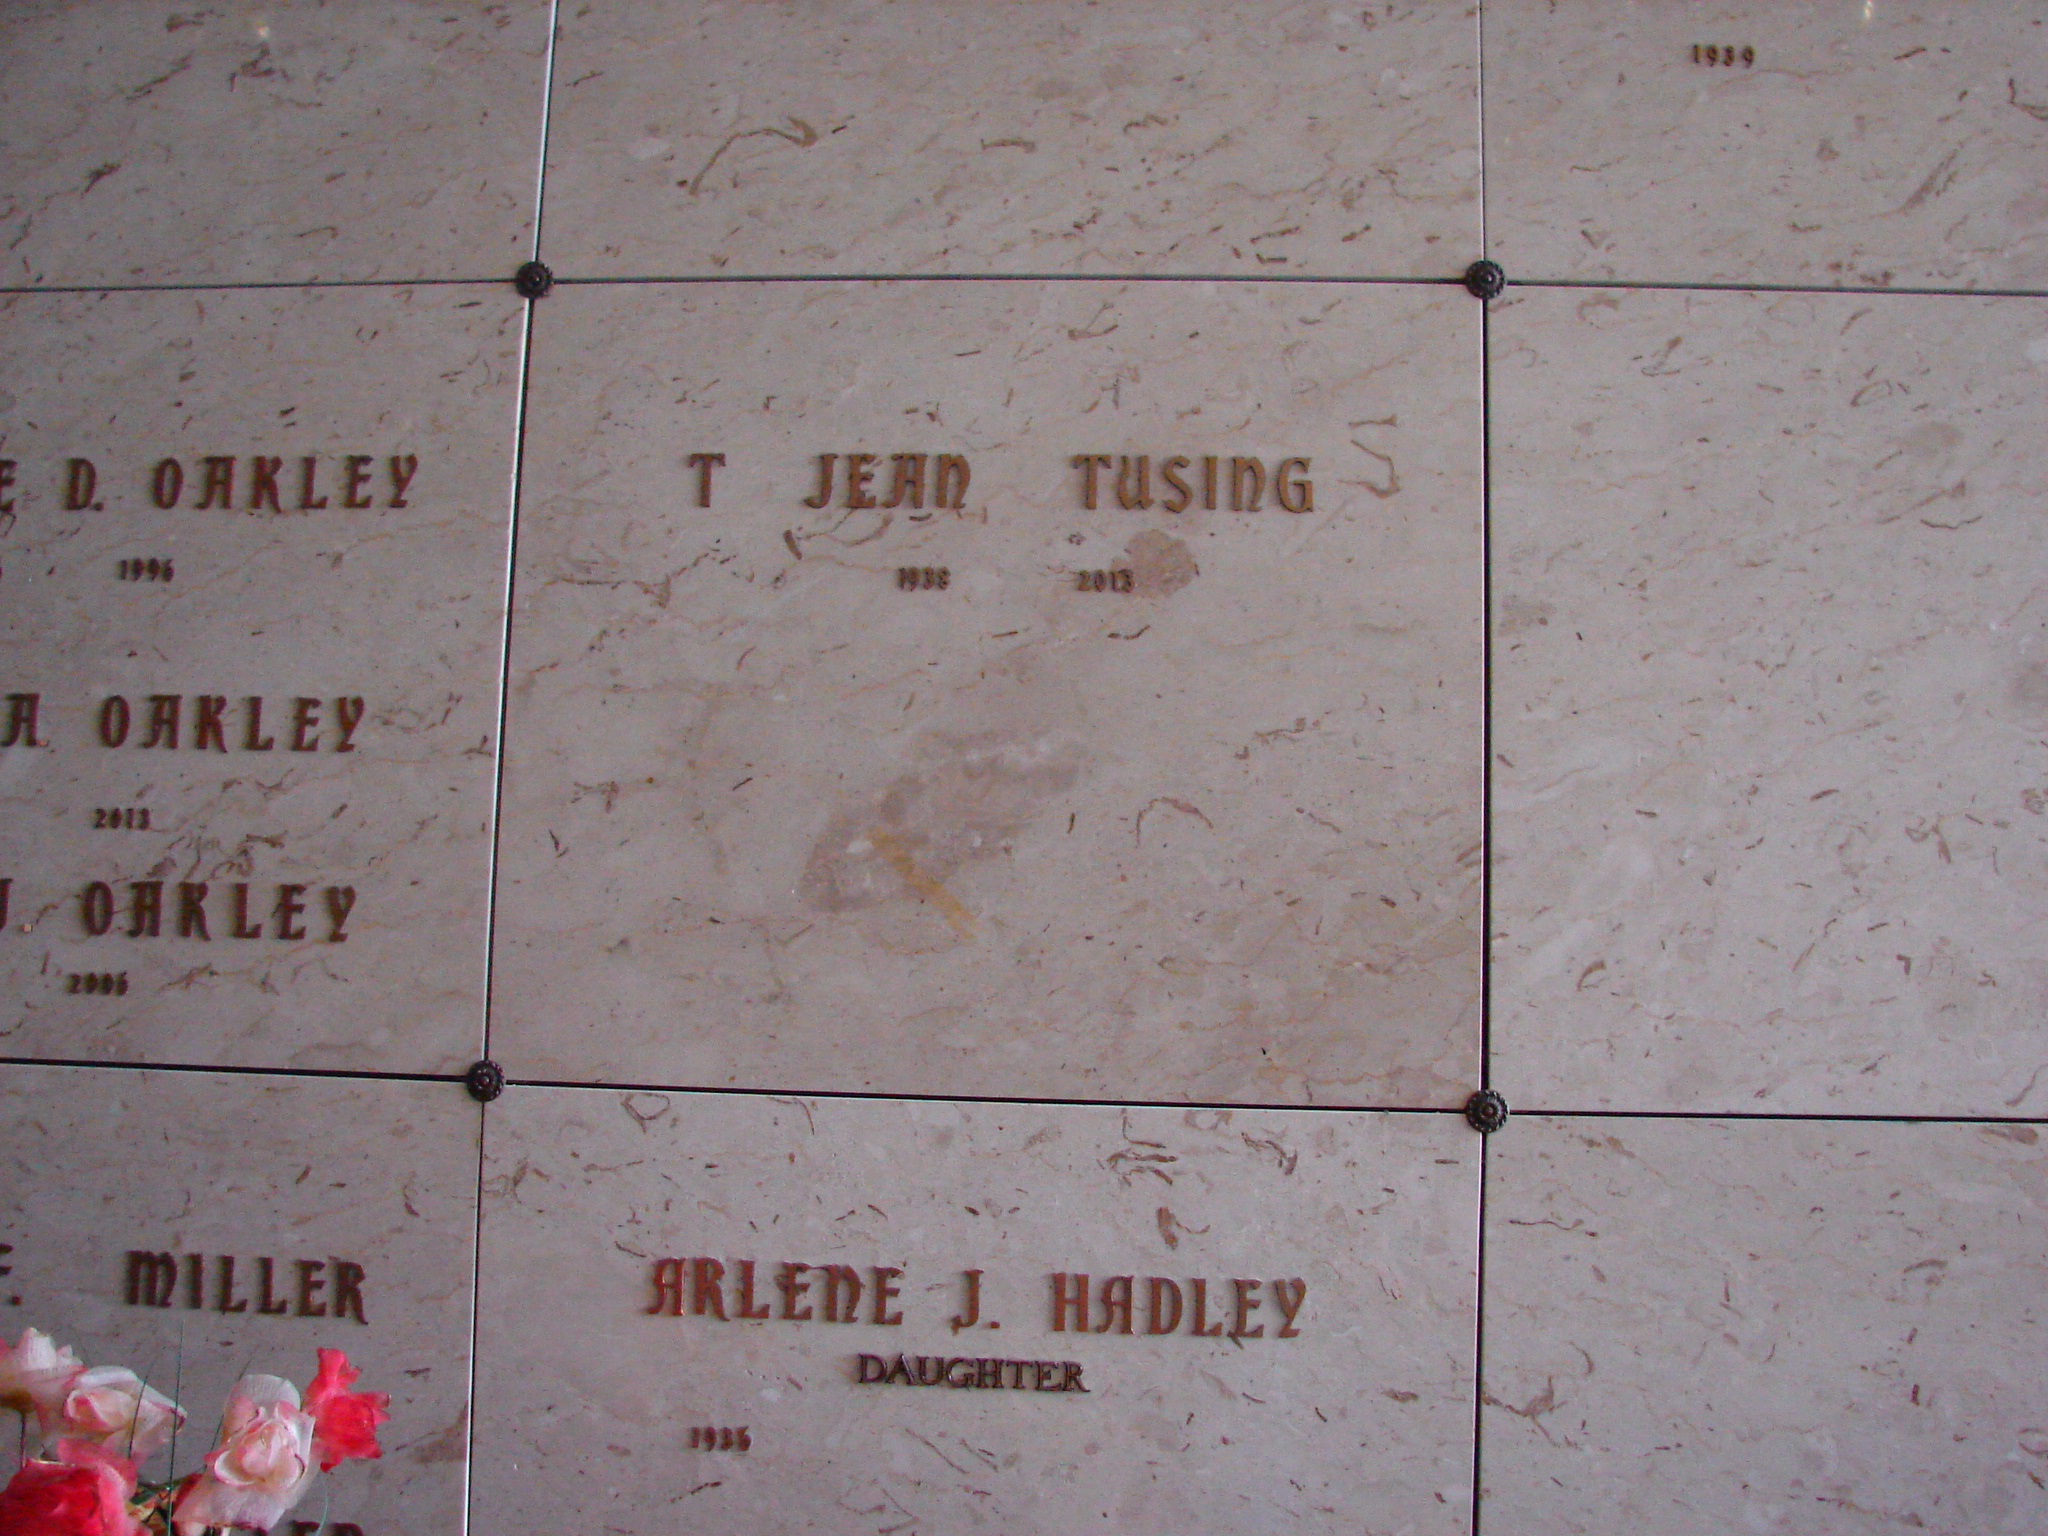 1939
D. OAKLEY
1996
A OAKLEY
2013
J. OAKLEY
2006
T JEAN TUSING
1938 2013
MILLER
ARLENE J. HADLEY
DAUGHTER
1935